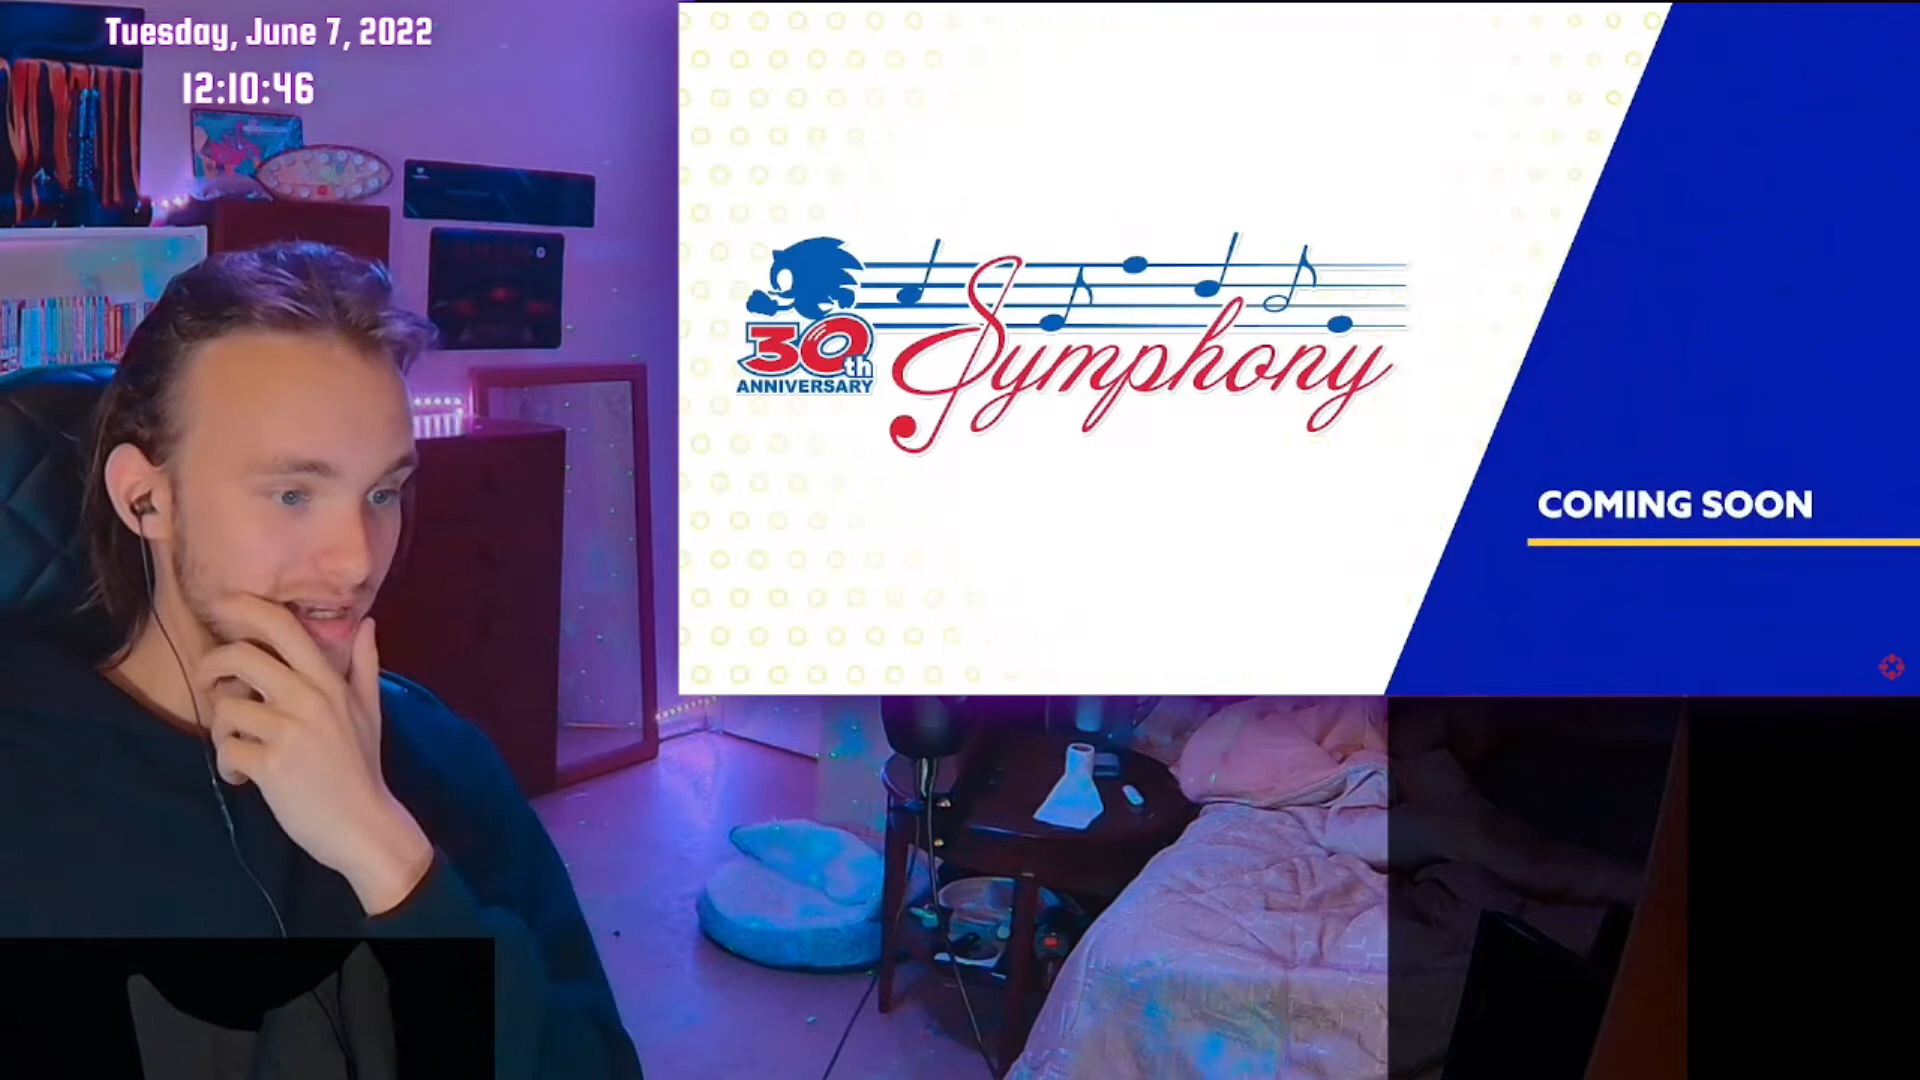 Tuesday, June 7, 2022
12:10:46
30th
ANNIVERSARY
Symphony
COMING SOON